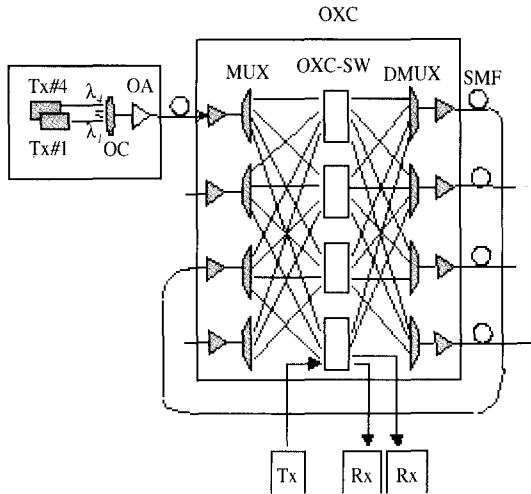 OXC
MUX
OXC-SW
DMUX
SMF
Tx#4
λ4
OA
Tx#1
λ1
OC
Tx
Rx
Rx